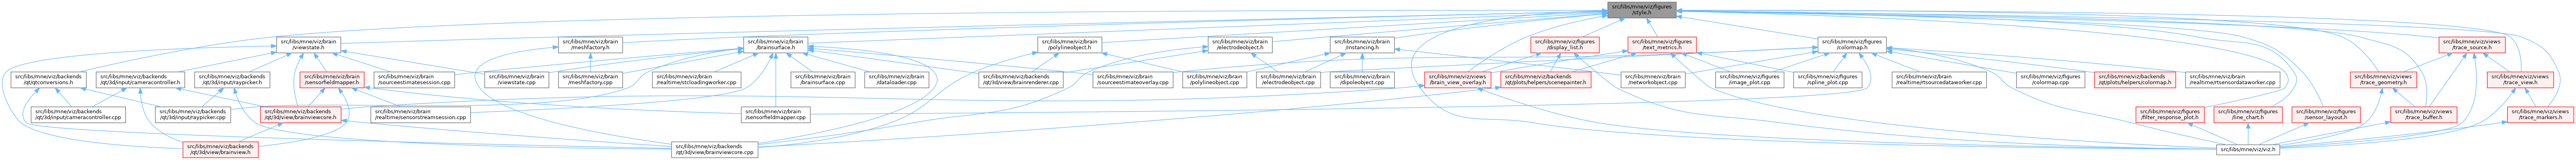 src/libs/mne/viz/figures
/style.h
src/libs/mne/viz/brain
/viewstate.h
src/libs/mne/viz/brain
/meshfactory.h
src/libs/mne/viz/brain
/brainsurface.h
src/libs/mne/viz/brain
/polylineobject.h
src/libs/mne/viz/brain
/electrodeobject.h
src/libs/mne/viz/brain
/instancing.h
src/libs/mne/viz/figures
/display_list.h
src/libs/mne/viz/figures
/text_metrics.h
src/libs/mne/viz/figures
/colormap.h
src/libs/mne/viz/views
/trace_source.h
src/libs/mne/viz/backends
/qt/qtconversions.h
src/libs/mne/viz/backends
/qt/3d/input/cameracontroller.h
src/libs/mne/viz/backends
/qt/3d/input/raypicker.h
src/libs/mne/viz/brain
/sensorfieldmapper.h
src/libs/mne/viz/brain
/sourceestimatesession.cpp
src/libs/mne/viz/brain
/viewstate.cpp
src/libs/mne/viz/brain
/meshfactory.cpp
src/libs/mne/viz/brain
/realtime/stcloadingworker.cpp
src/libs/mne/viz/brain
/brainsurface.cpp
src/libs/mne/viz/brain
/dataloader.cpp
src/libs/mne/viz/backends
/qt/3d/view/brainrenderer.cpp
src/libs/mne/viz/brain
/sourceestimateoverlay.cpp
src/libs/mne/viz/brain
/polylineobject.cpp
src/libs/mne/viz/brain
/electrodeobject.cpp
src/libs/mne/viz/brain
/dipoleobject.cpp
src/libs/mne/viz/views
/brain_view_overlay.h
src/libs/mne/viz/backends
/qt/plots/helpers/scenepainter.h
src/libs/mne/viz/brain
/networkobject.cpp
src/libs/mne/viz/figures
/image_plot.cpp
src/libs/mne/viz/figures
/spline_plot.cpp
src/libs/mne/viz/brain
/realtime/rtsourcedataworker.cpp
src/libs/mne/viz/figures
/colormap.cpp
src/libs/mne/viz/backends
/qt/plots/helpers/colormap.h
src/libs/mne/viz/brain
/realtime/rtsensordataworker.cpp
src/libs/mne/viz/views
/trace_geometry.h
src/libs/mne/viz/views
/trace_view.h
src/libs/mne/viz/backends
/qt/3d/input/cameracontroller.cpp
src/libs/mne/viz/backends
/qt/3d/input/raypicker.cpp
src/libs/mne/viz/backends
/qt/3d/view/brainviewcore.h
src/libs/mne/viz/brain
/realtime/sensorstreamsession.cpp
src/libs/mne/viz/brain
/sensorfieldmapper.cpp
src/libs/mne/viz/figures
/filter_response_plot.h
src/libs/mne/viz/figures
/line_chart.h
src/libs/mne/viz/figures
/sensor_layout.h
src/libs/mne/viz/views
/trace_buffer.h
src/libs/mne/viz/views
/trace_markers.h
src/libs/mne/viz/backends
/qt/3d/view/brainview.h
src/libs/mne/viz/backends
/qt/3d/view/brainviewcore.cpp
src/libs/mne/viz/viz.h